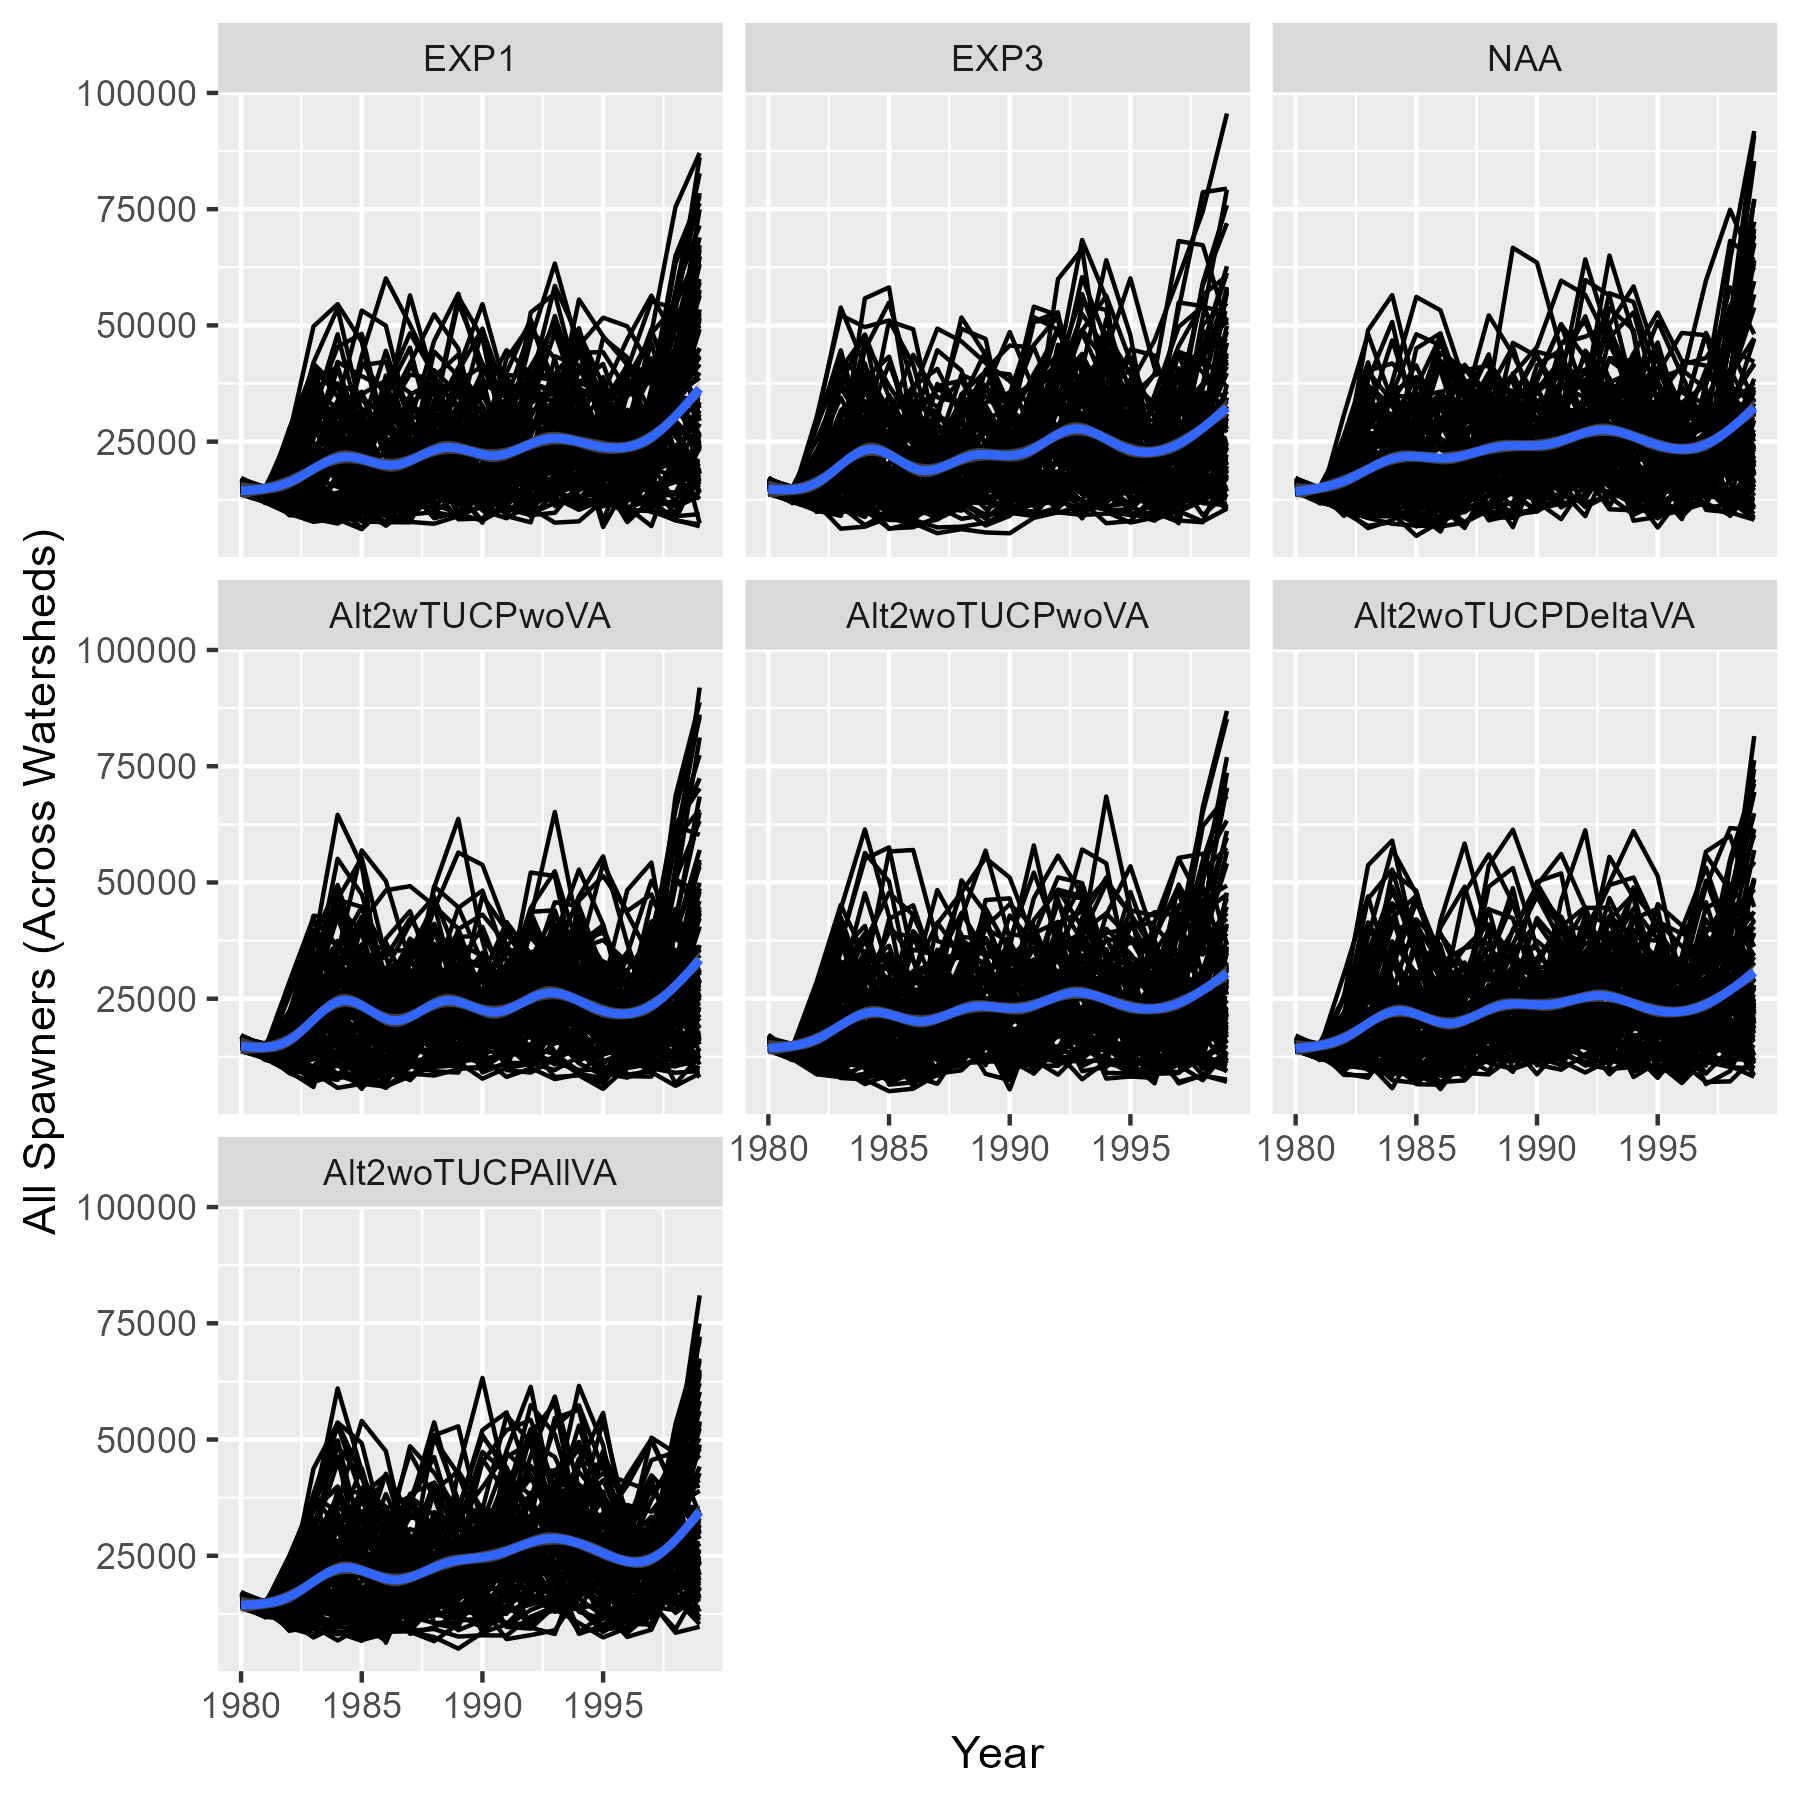 EXP1
EXP3
NAA
100000
75000
50000
25000
Alt2wTUCPwoVA
Alt2woTUCPwoVA
Alt2woTUCPDeltaVA
100000
75000
50000
25000
1980 1985 1990 1995
1980 1985 1990 1995
Alt2woTUCPAllVA
100000
75000
50000
25000
1980 1985 1990 1995
Year
All Spawners (Across Watersheds)